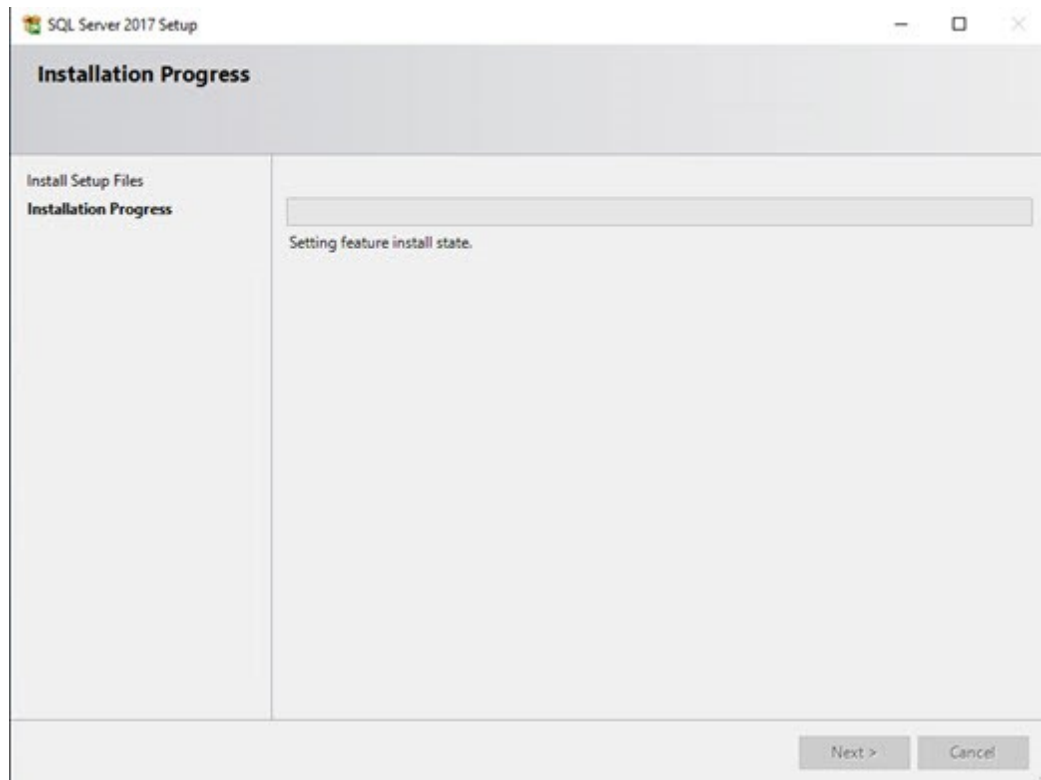 SQL Server 2017 Setup
Installation Progress
Install Setup Files
Installation Progress
Setting feature install state.
Next >
Cancel